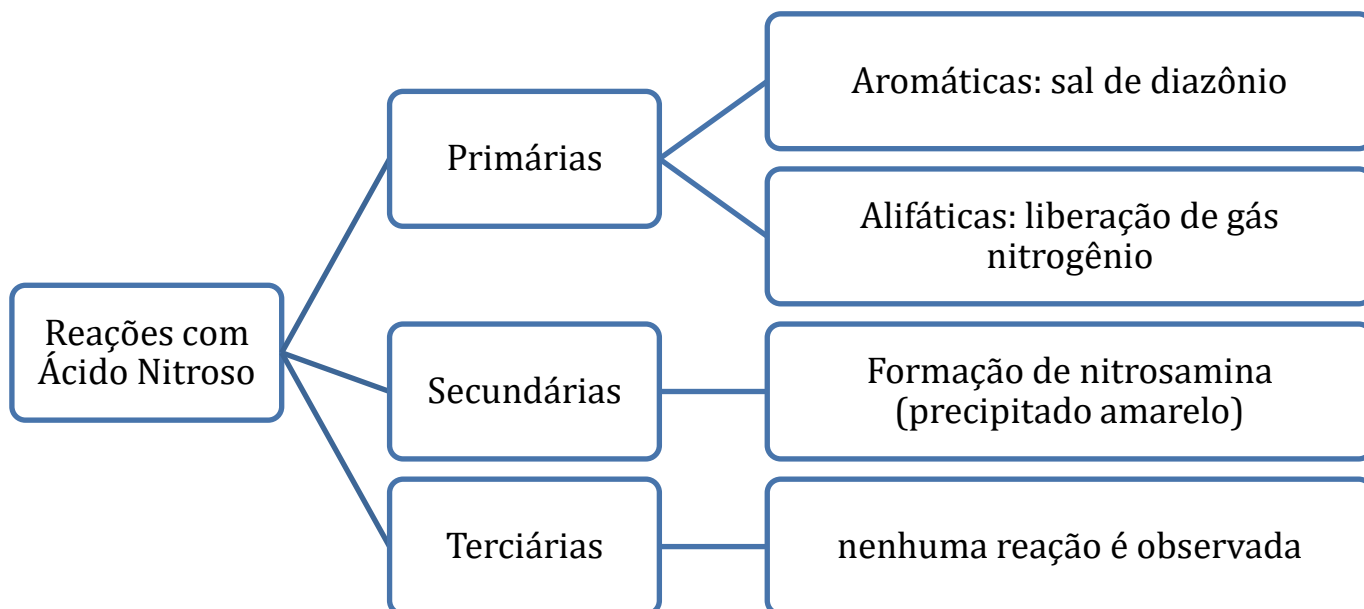 Reações com
Ácido Nitroso
Primárias
Aromáticas: sal de diazônio
Alifáticas: liberação de gás
nitrogênio
Secundárias
Formação de nitrosamina
(precipitado amarelo)
Terciárias
nenhuma reação é observada